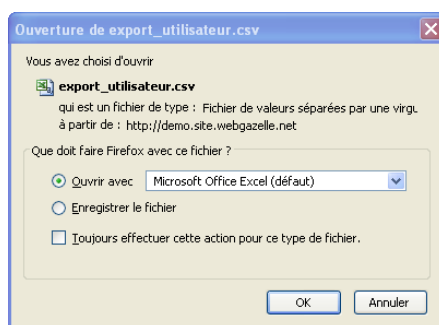 Ouverture de export_utilisateur.csv
Vous avez choisi d'ouvrir
export_utilisateur.csv
qui est un fichier de type : Fichier de valeurs séparées par une virgu
à partir de : http://demo.site.webgazelle.net
Que doit faire Firefox avec ce fichier ?
Ouvrir avec Microsoft Office Excel (défaut)
Enregistrer le fichier
Toujours effectuer cette action pour ce type de fichier.
OK Annuler